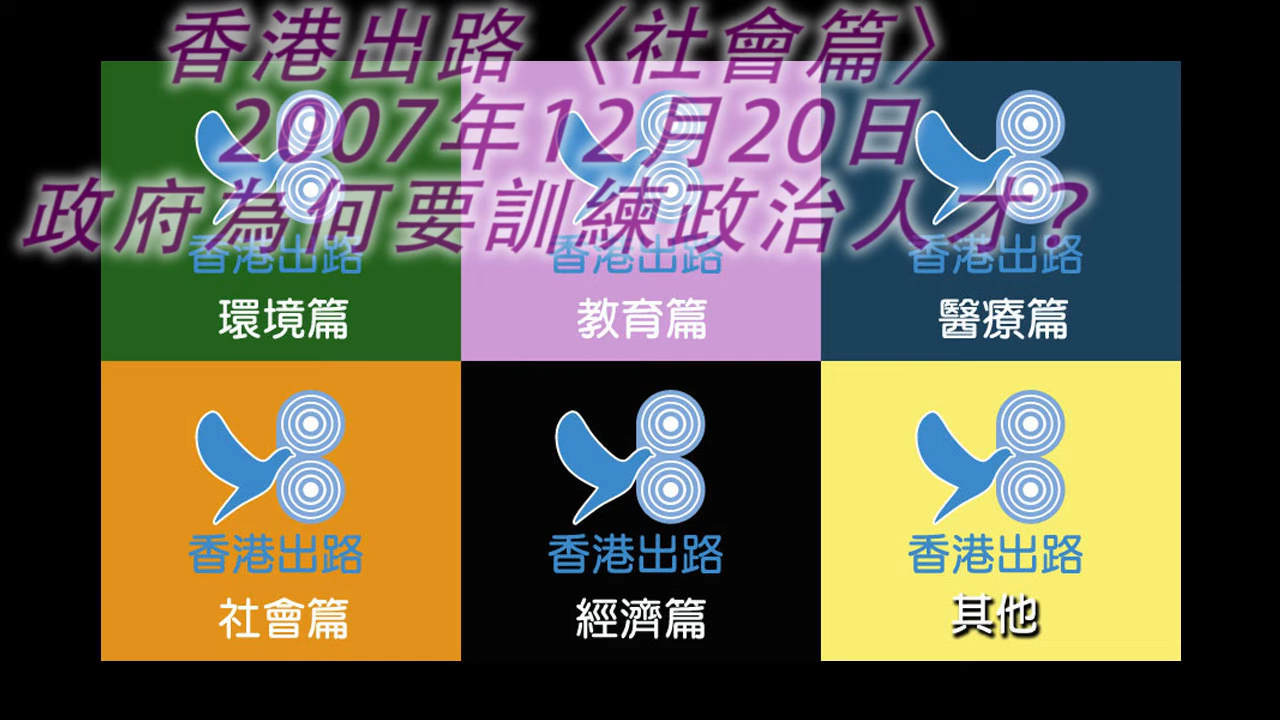 香港出路〈社會篇〉
2007年12月20日
政府為何要訓練政治人才?
香港出路 香港出路 香港出路
環境篇 教育篇 醫療篇
香港出路 香港出路 香港出路
社會篇 經濟篇 其他